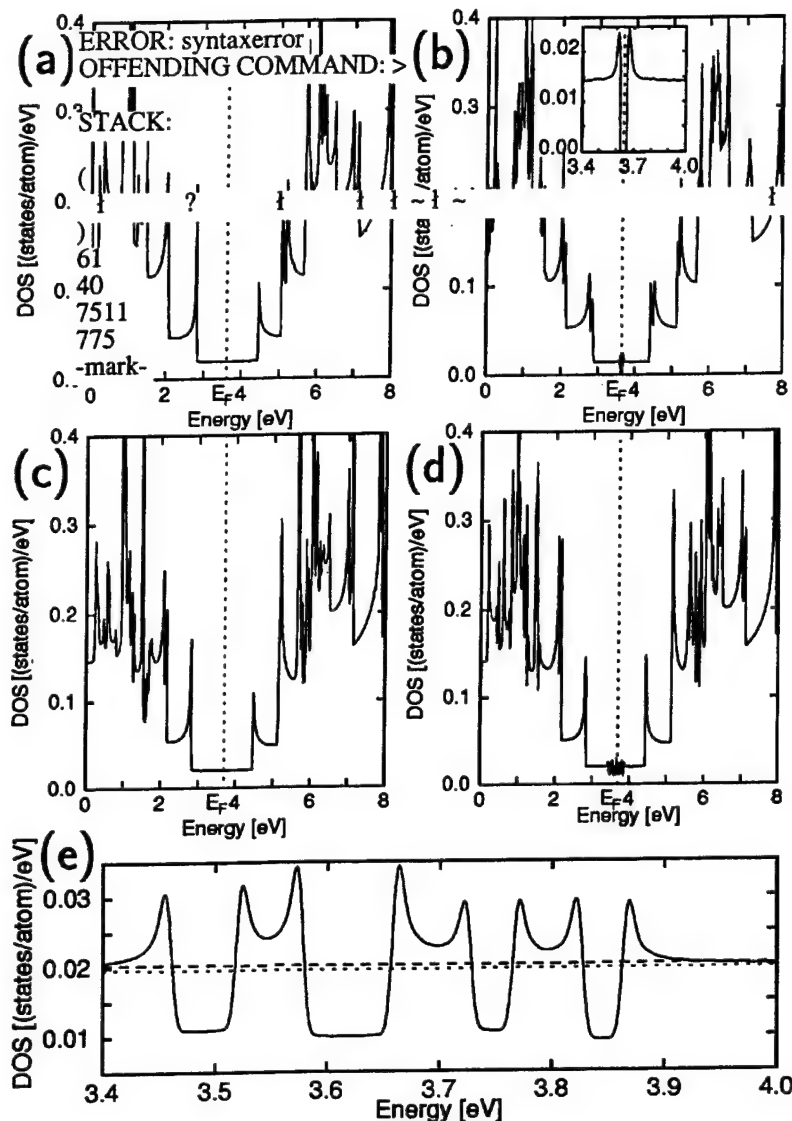 (a)
ERROR: syntaxerror
OFFENDING COMMAND: >
STACK:
(
?
)
61
40
7511
775
-mark-
DOS [(states/atom)/eV]
0.4
0 2 E_F 4 6 8
Energy [eV]
(b)
DOS [(sta
/atom)/eV]
0.4
0.3
0.1
0.0
0.02
0.01
0.00
3.4 3.7 4.0
0 2 E_F 4 6 8
Energy [eV]
(c)
DOS [(states/atom)/eV]
0.4
0.3
0.2
0.1
0.0
0 2 E_F 4 6 8
Energy [eV]
(d)
DOS [(states/atom)/eV]
0.4
0.3
0.2
0.1
0.0
0 2 E_F 4 6 8
Energy [eV]
(e)
DOS [(states/atom)/eV]
0.03
0.02
0.01
3.4 3.5 3.6 3.7 3.8 3.9 4.0
Energy [eV]